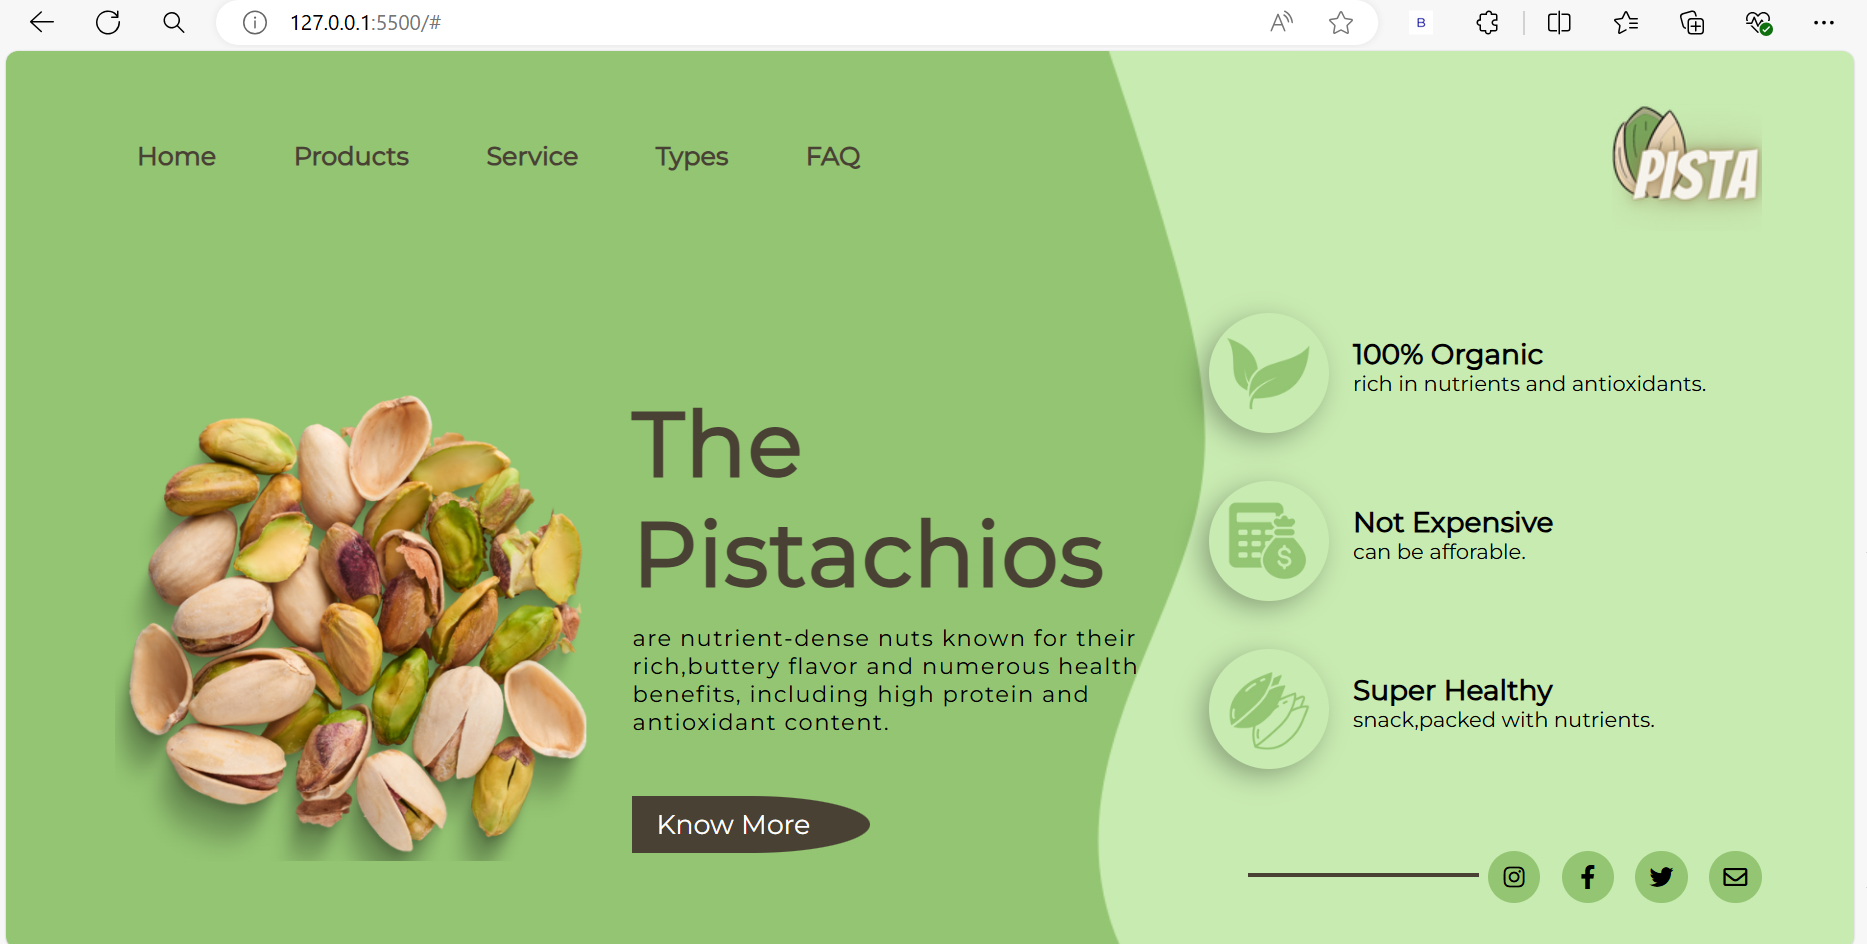 127.0.0.1:5500/#
B
Home Products Service Types FAQ
PISTA
The
Pistachios
are nutrient-dense nuts known for their
rich,buttery flavor and numerous health
benefits, including high protein and
antioxidant content.
Know More
100% Organic
rich in nutrients and antioxidants.
Not Expensive
can be afforable.
Super Healthy
snack,packed with nutrients.